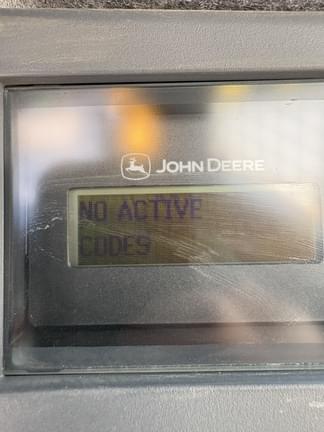 JOHN DEERE
NO ACTIVE
CODES